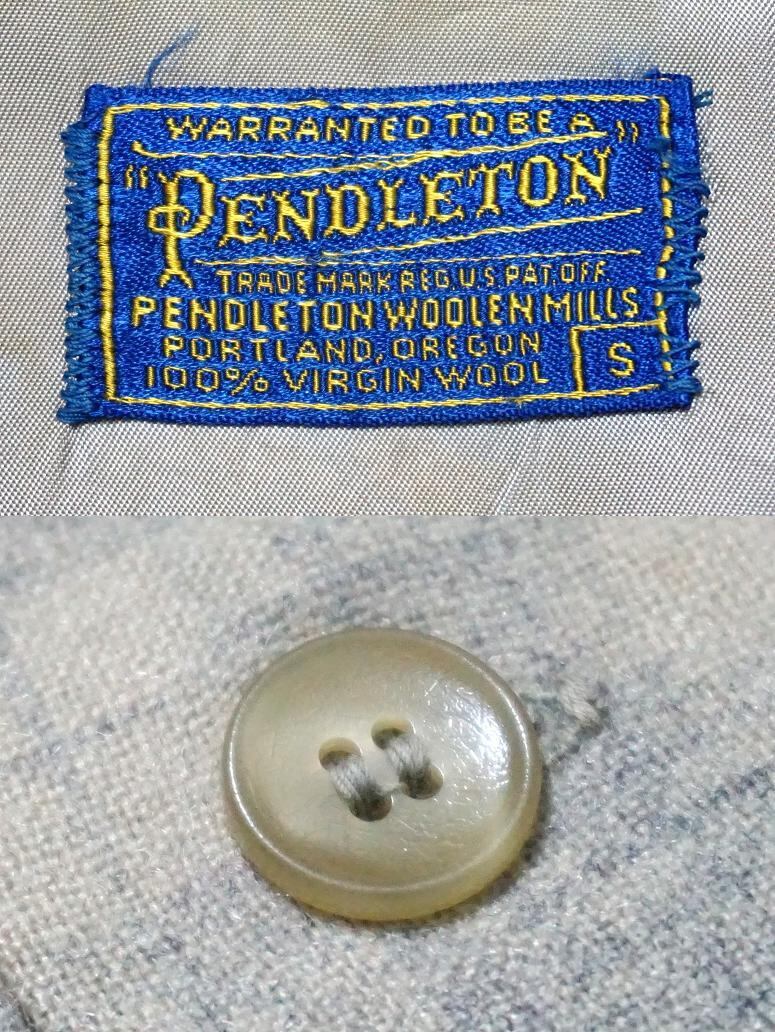 WARRANTED TO BE A
"PENDLETON"
TRADE MARK REG. U.S. PAT. OFF.
PENDLETON WOOLEN MILLS
PORTLAND, OREGON
100% VIRGIN WOOL
S